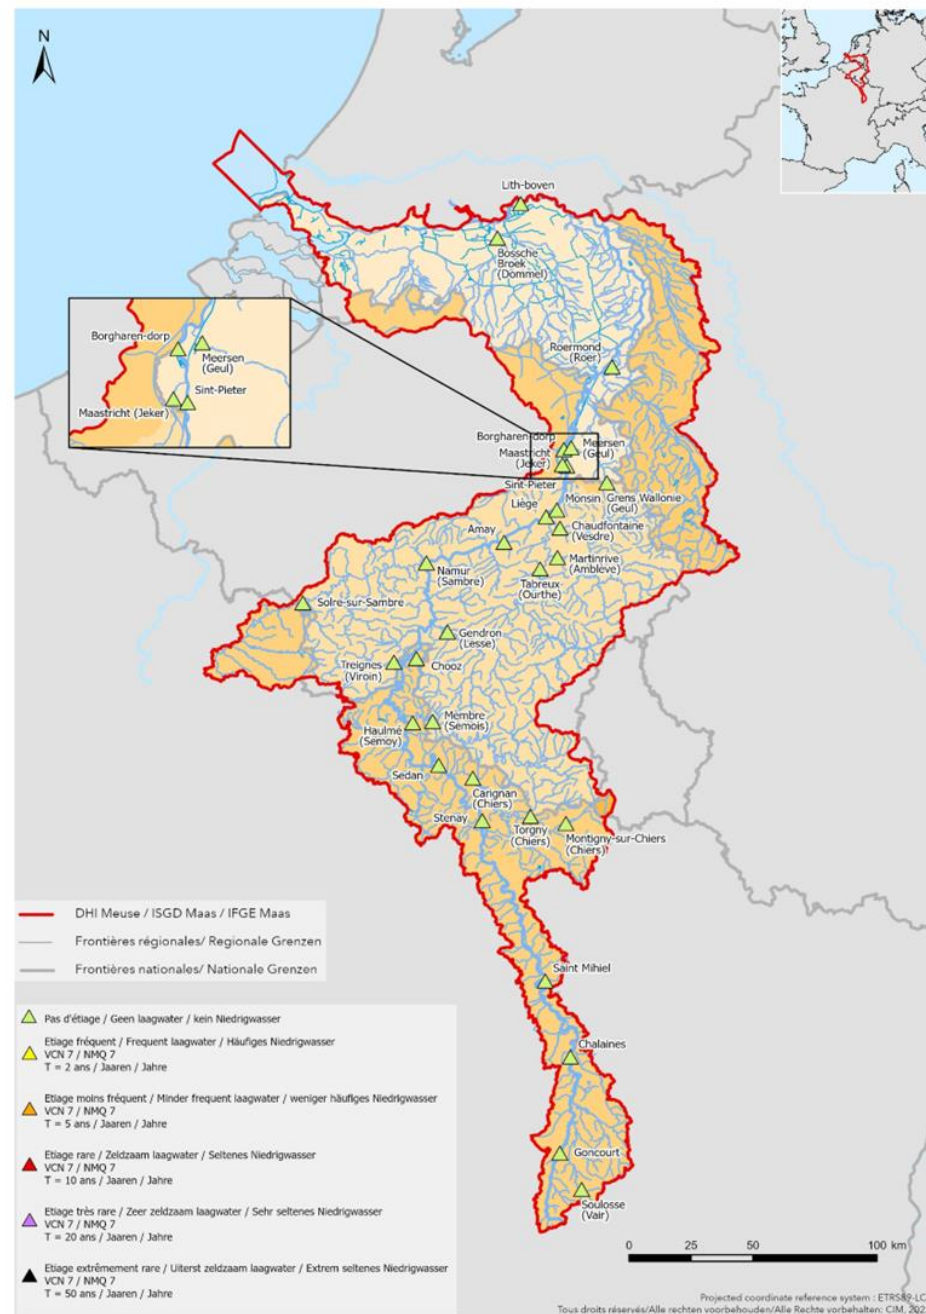 N
Lith-boven
Bossche
Broek
(Dommel)
Roermond
(Roer)
Borgharen-dorp
Meersen
(Geul)
Sint-Pieter
Maastricht (Jeker)
Borgharen-dorp
Maastricht
(Jeker)
Meersen
(Geul)
Sint-Pieter
Grens Wallonie
(Geul)
Monsin
Liège
Chaudfontaine
(Vesdre)
Amay
Martinrive
(Amblève)
Namur
(Sambre)
Tabreux
(Ourthe)
Solre-sur-Sambre
Gendron
(Lesse)
Treignes
(Viroin)
Chooz
Membre
(Semois)
Haulmé
(Semoy)
Sedan
Carignan
(Chiers)
Stenay
Torgny
(Chiers)
Montigny-sur-Chiers
(Chiers)
Saint Mihiel
Chalaines
Goncourt
Soulosse
(Vair)
DHI Meuse / ISGD Maas / IFGE Maas
Frontières régionales/ Regionale Grenzen
Frontières nationales/ Nationale Grenzen
Pas d'étiage / Geen laagwater / kein Niedrigwasser
Etiage fréquent / Frequent laagwater / Häufiges Niedrigwasser
VCN 7 / NMQ 7
T = 2 ans / Jaaren / Jahre
Etiage moins fréquent / Minder frequent laagwater / weniger häufiges Niedrigwasser
VCN 7 / NMQ 7
T = 5 ans / Jaaren / Jahre
Etiage rare / Zeldzaam laagwater / Seltenes Niedrigwasser
VCN 7 / NMQ 7
T = 10 ans / Jaaren / Jahre
Etiage très rare / Zeer zeldzaam laagwater / Sehr seltenes Niedrigwasser
VCN 7 / NMQ 7
T = 20 ans / Jaaren / Jahre
Etiage extrêmement rare / Uiterst zeldzaam laagwater / Extrem seltenes Niedrigwasser
VCN 7 / NMQ 7
T = 50 ans / Jaaren / Jahre
0 25 50 100 km
Projected coordinate reference system : ETRS89-LC
Tous droits réservés/Alle rechten voorbehouden/Alle Rechte vorbehalten: CIM, 202